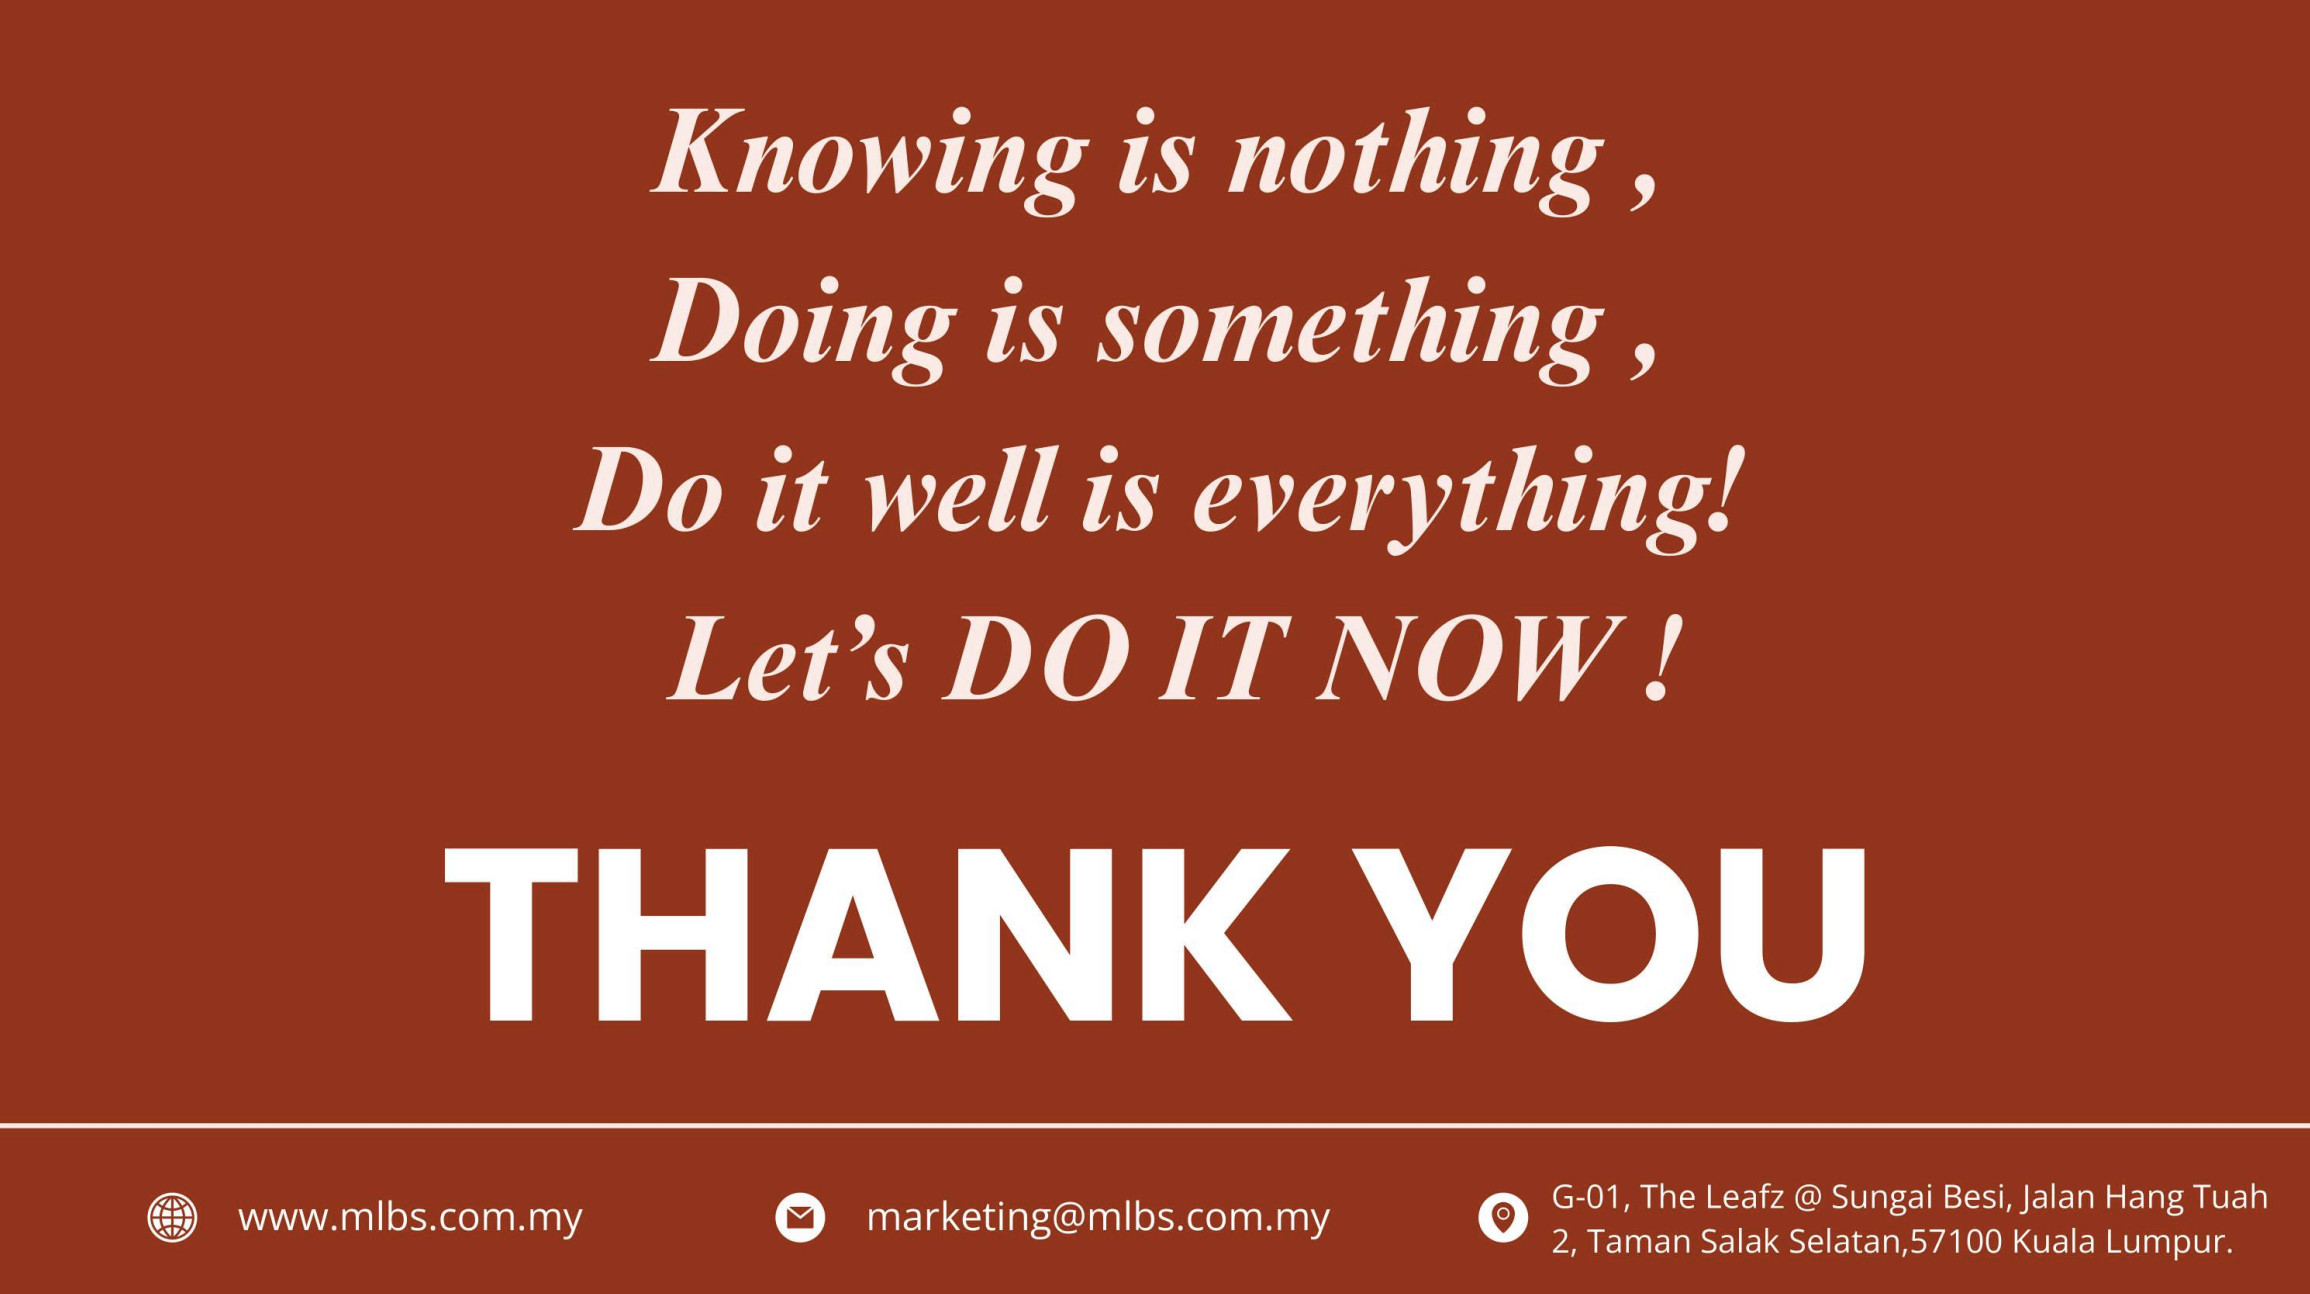 Knowing is nothing ,
Doing is something ,
Do it well is everything!
Let’s DO IT NOW !
THANK YOU
www.mlbs.com.my
marketing@mlbs.com.my
G-01, The Leafz @ Sungai Besi, Jalan Hang Tuah
2, Taman Salak Selatan,57100 Kuala Lumpur.